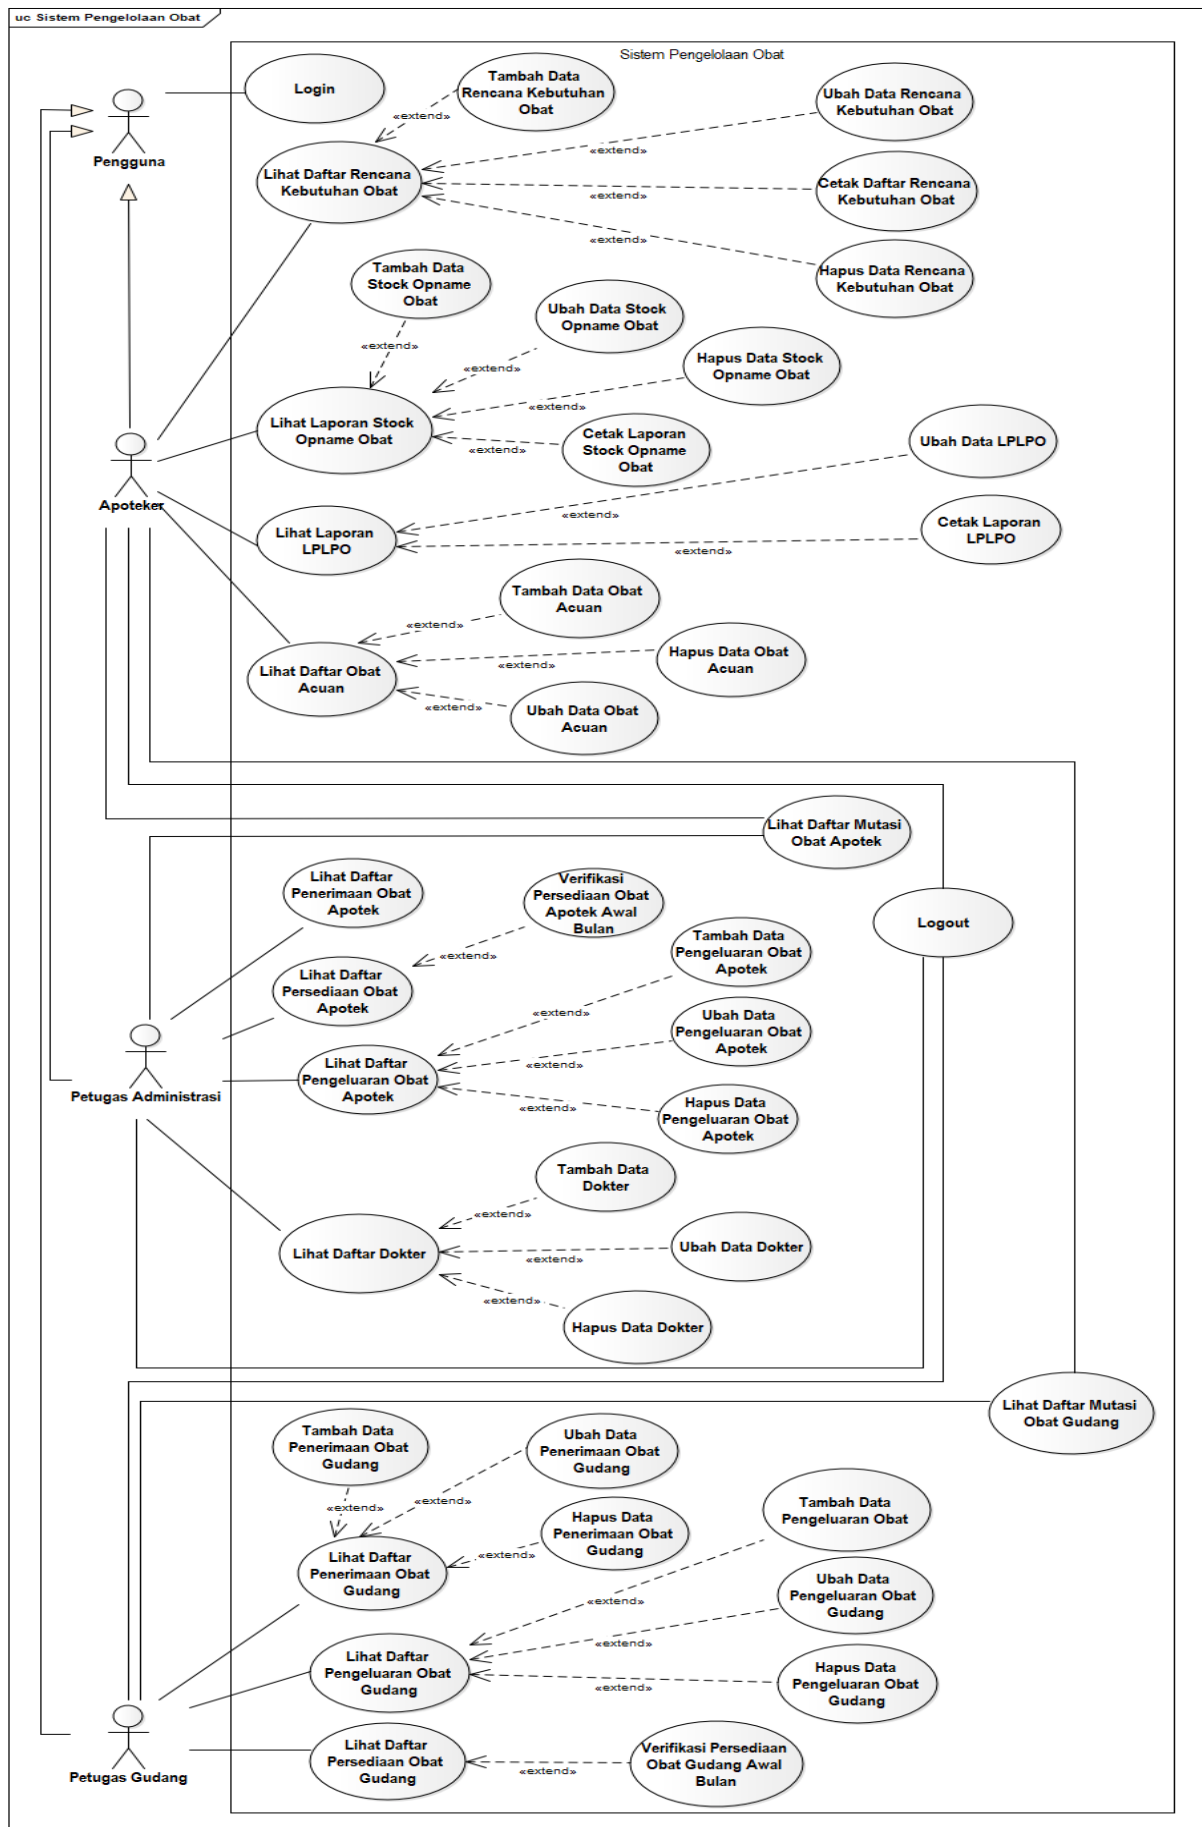 uc Sistem Pengelolaan Obat
Sistem Pengelolaan Obat
Pengguna
Login
Tambah Data
Rencana Kebutuhan
Obat
Ubah Data Rencana
Kebutuhan Obat
«extend»
«extend»
Lihat Daftar Rencana
Kebutuhan Obat
Cetak Daftar Rencana
Kebutuhan Obat
«extend»
«extend»
Hapus Data Rencana
Kebutuhan Obat
Tambah Data
Stock Opname
Obat
Ubah Data Stock
Opname Obat
«extend»
«extend»
Hapus Data Stock
Opname Obat
«extend»
Lihat Laporan Stock
Opname Obat
Cetak Laporan
Stock Opname
Obat
«extend»
Apoteker
Ubah Data LPLPO
«extend»
Lihat Laporan
LPLPO
Cetak Laporan
LPLPO
«extend»
Tambah Data Obat
Acuan
«extend»
Hapus Data Obat
Acuan
«extend»
Lihat Daftar Obat
Acuan
«extend»
Ubah Data Obat
Acuan
Lihat Daftar Mutasi
Obat Apotek
Lihat Daftar
Penerimaan Obat
Apotek
Verifikasi
Persediaan Obat
Apotek Awal
Bulan
Logout
«extend»
Lihat Daftar
Persediaan Obat
Apotek
Tambah Data
Pengeluaran Obat
Apotek
«extend»
Ubah Data
Pengeluaran Obat
Apotek
«extend»
Petugas Administrasi
Lihat Daftar
Pengeluaran Obat
Apotek
«extend»
Hapus Data
Pengeluaran Obat
Apotek
Tambah Data
Dokter
«extend»
Lihat Daftar Dokter
Ubah Data Dokter
«extend»
«extend»
Hapus Data Dokter
Lihat Daftar Mutasi
Obat Gudang
Tambah Data
Penerimaan Obat
Gudang
Ubah Data
Penerimaan Obat
Gudang
«extend»
«extend»
Hapus Data
Penerimaan Obat
Gudang
«extend»
Tambah Data
Pengeluaran Obat
Lihat Daftar
Penerimaan Obat
Gudang
«extend»
Ubah Data
Pengeluaran Obat
Gudang
«extend»
Lihat Daftar
Pengeluaran Obat
Gudang
«extend»
Hapus Data
Pengeluaran Obat
Gudang
Petugas Gudang
Lihat Daftar
Persediaan Obat
Gudang
«extend»
Verifikasi Persediaan
Obat Gudang Awal
Bulan